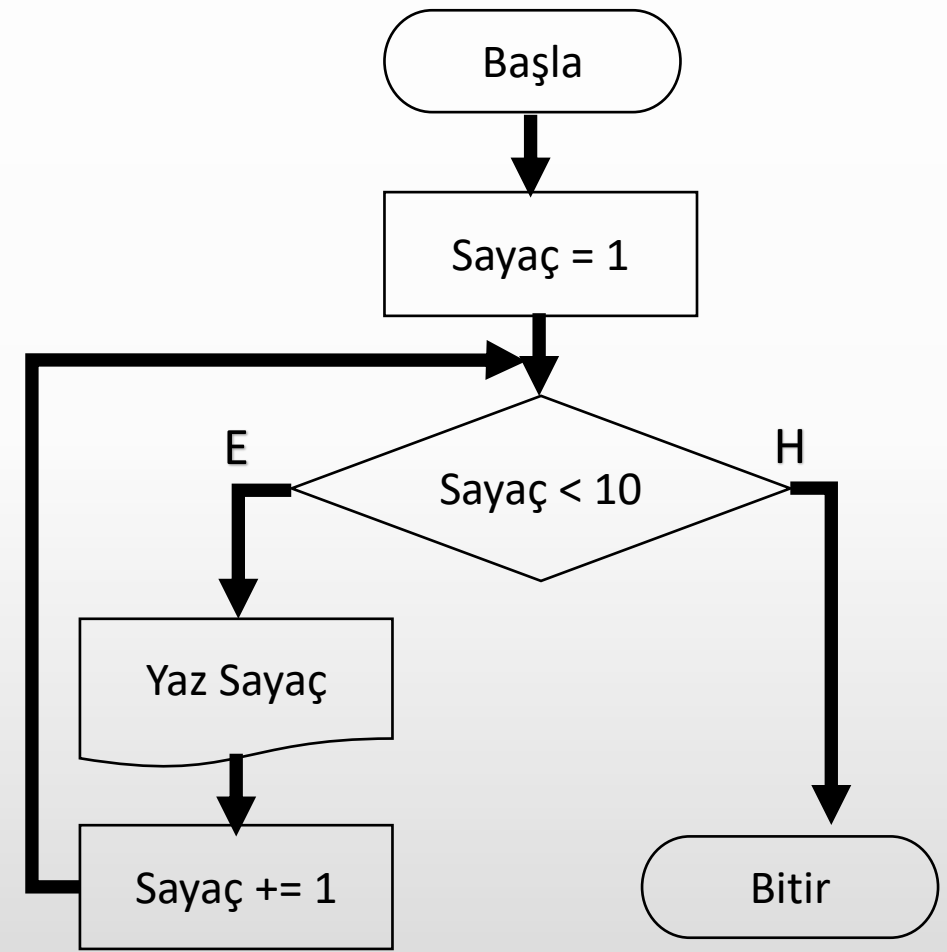 Başla
Sayaç = 1
E
H
Sayaç < 10
Yaz Sayaç
Sayaç += 1
Bitir